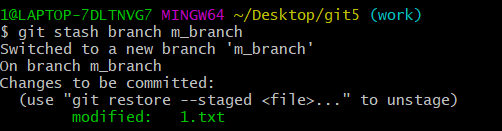 1@LAPTOP-7DLTNVG7 MINGW64 ~/Desktop/git5 (work)
$ git stash branch m_branch
Switched to a new branch 'm_branch'
On branch m_branch
Changes to be committed:
  (use "git restore --staged <file>..." to unstage)
        modified:   1.txt